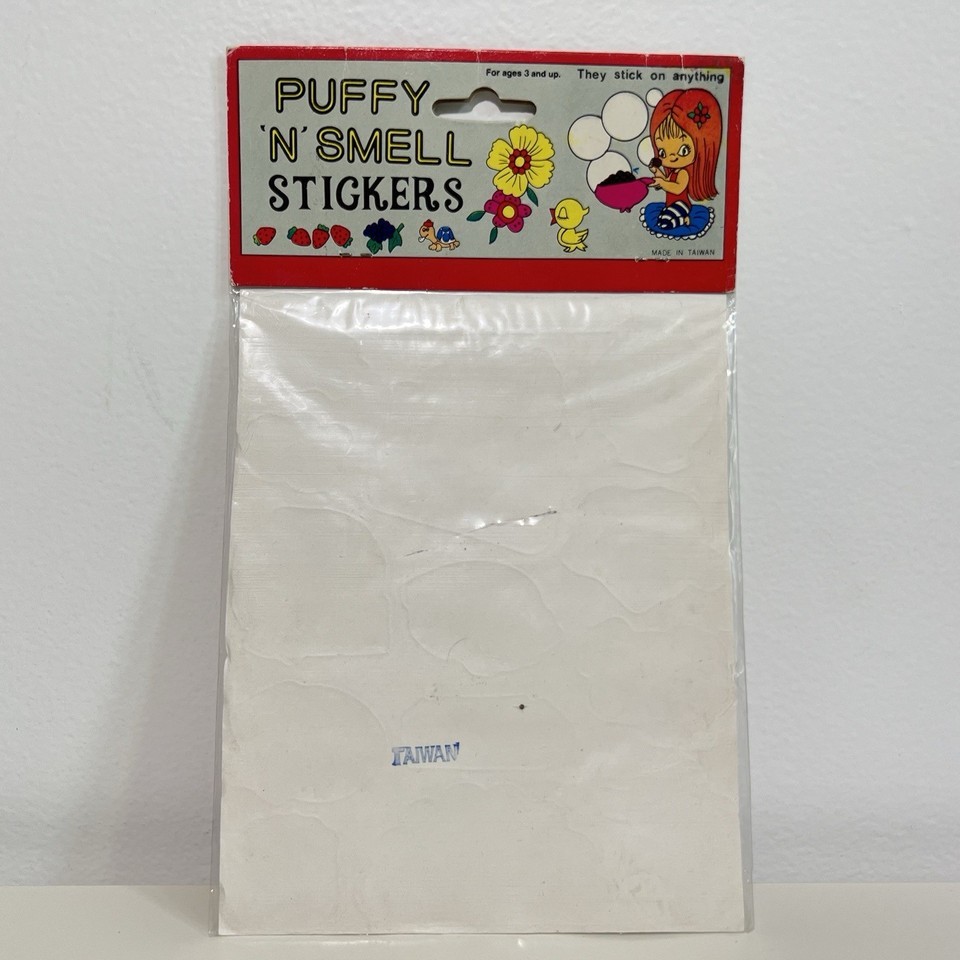 For ages 3 and up. They stick on anything
PUFFY
'N' SMELL
STICKERS
MADE IN TAIWAN
TAIWAN